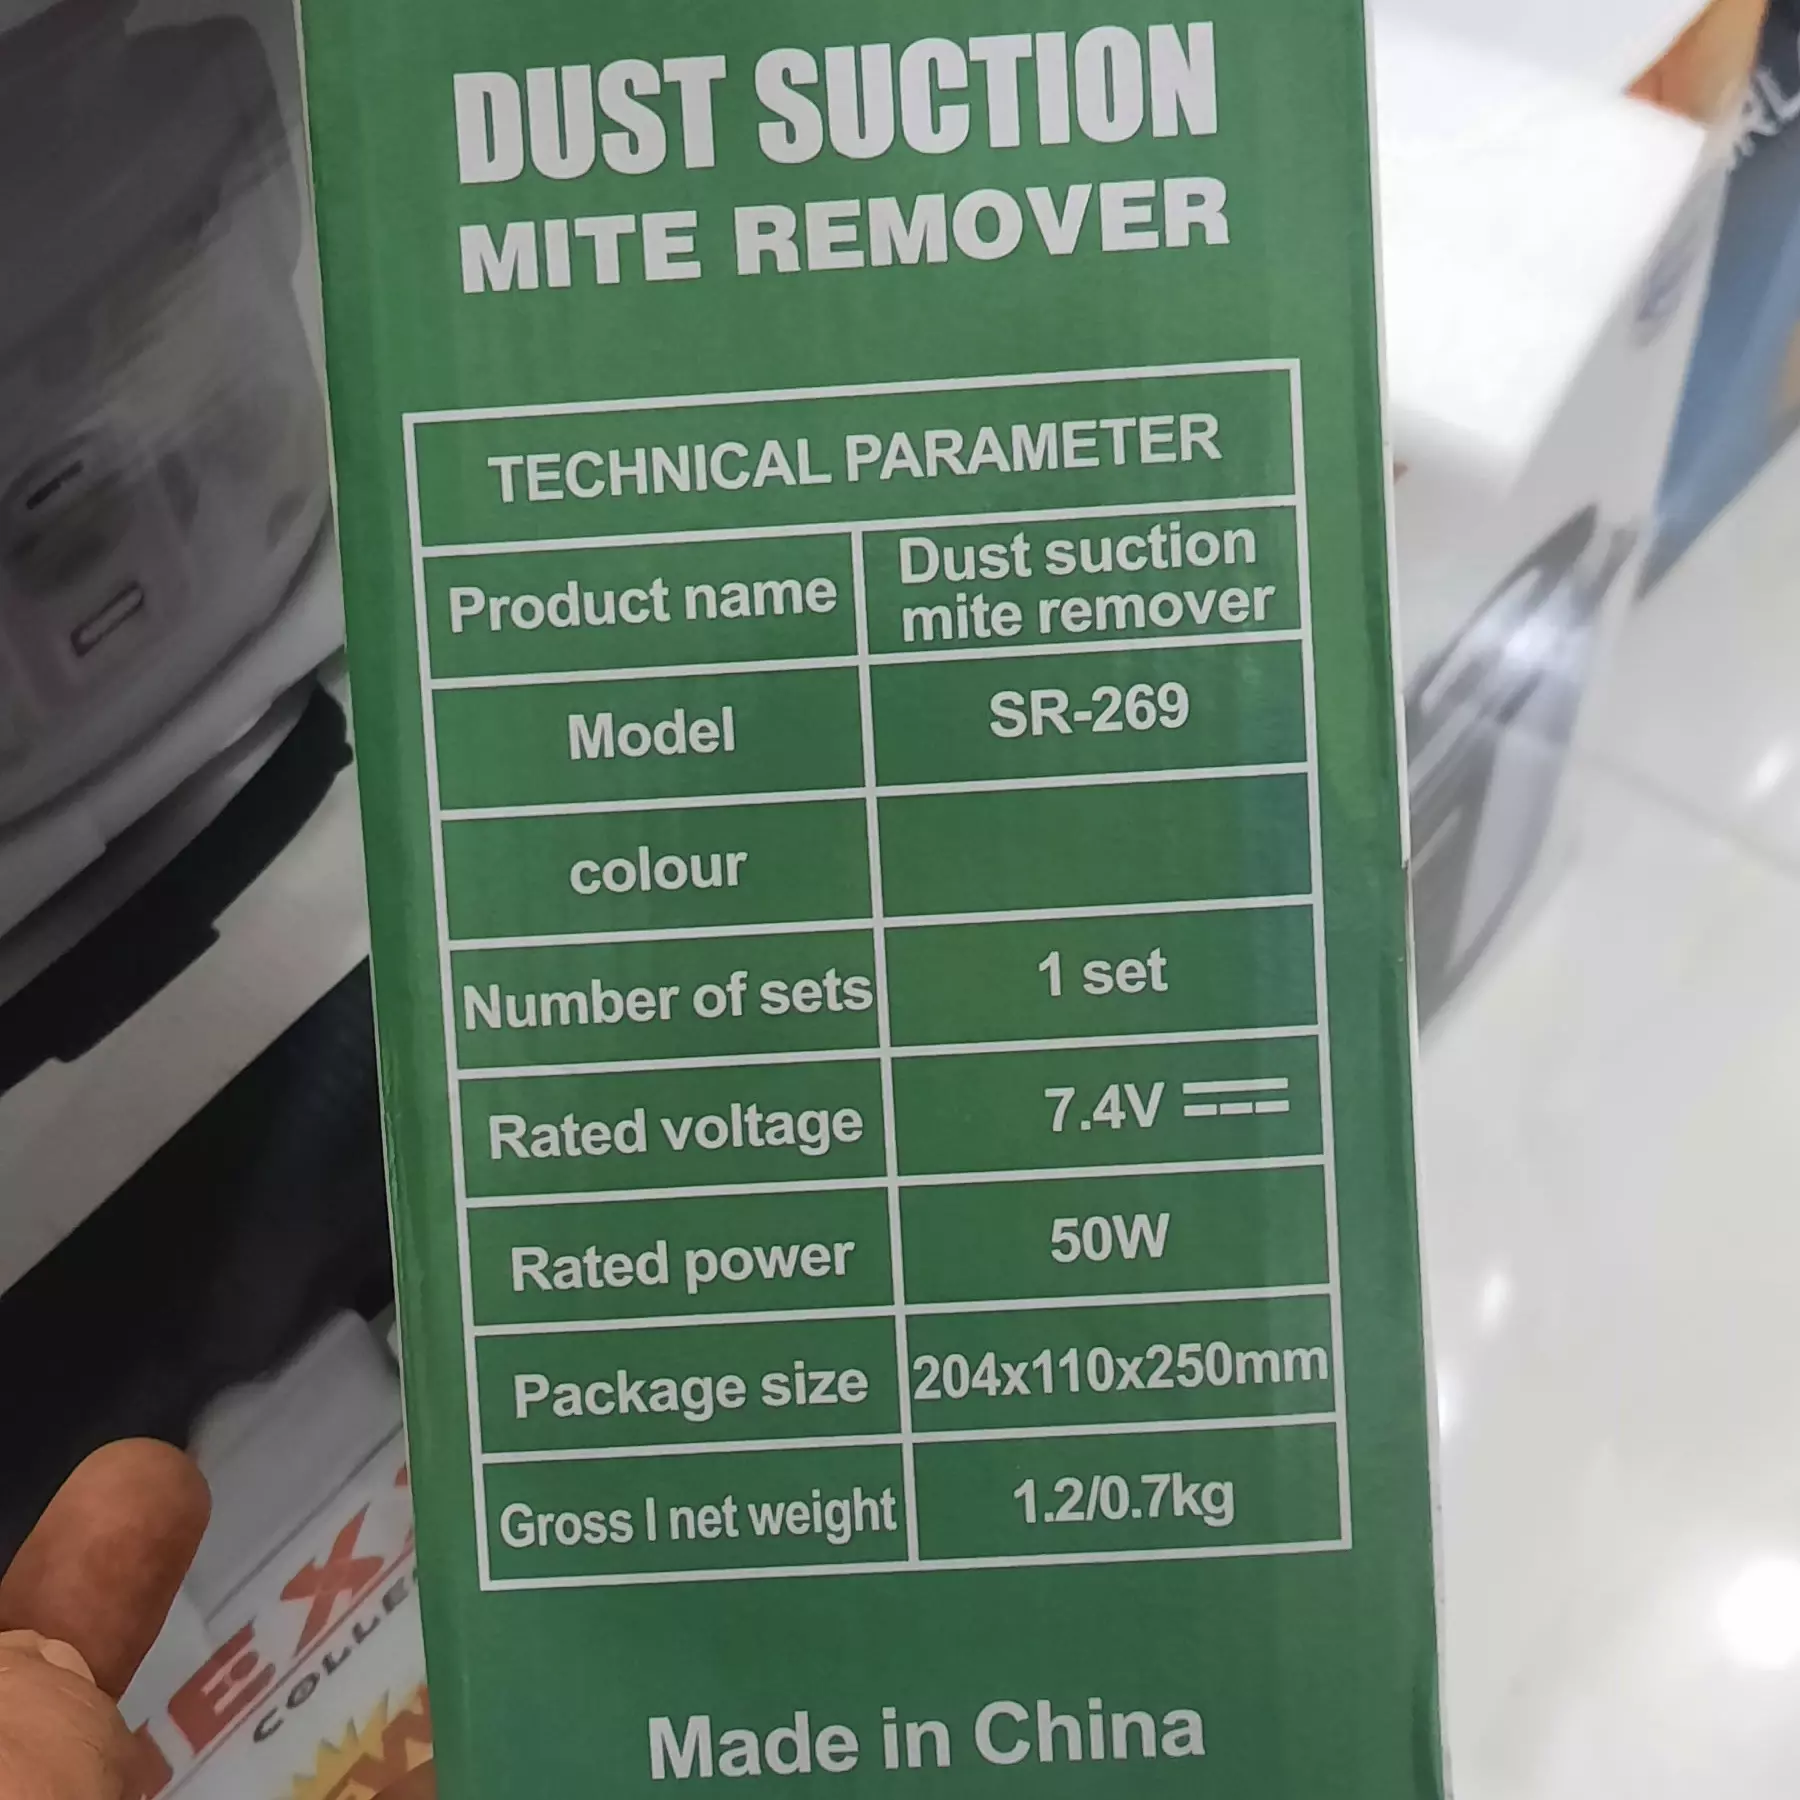 DUST SUCTION
MITE REMOVER
TECHNICAL PARAMETER
Product name
Dust suction
mite remover
Model
SR-269
colour
Number of sets
1 set
Rated voltage
7.4V
Rated power
50W
Package size
204x110x250mm
Gross I net weight
1.2/0.7kg
Made in China